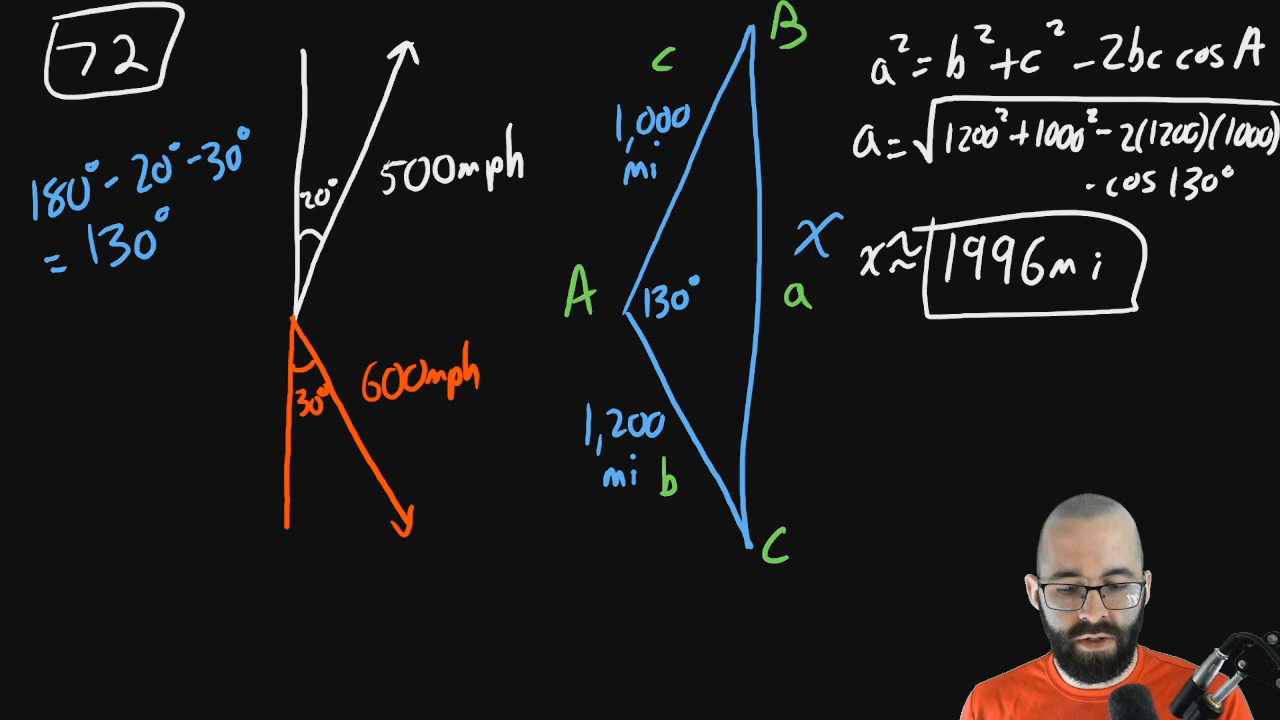 72
180° - 20° - 30°
= 130°
20°
500mph
30°
600mph
B
c
1,000
mi
A
130°
x
a
1,200
mi b
C
a² = b² + c² - 2bc cos A
a = √1200² + 1000² - 2(1200)(1000)
· cos 130°
x ≈ 1996mi